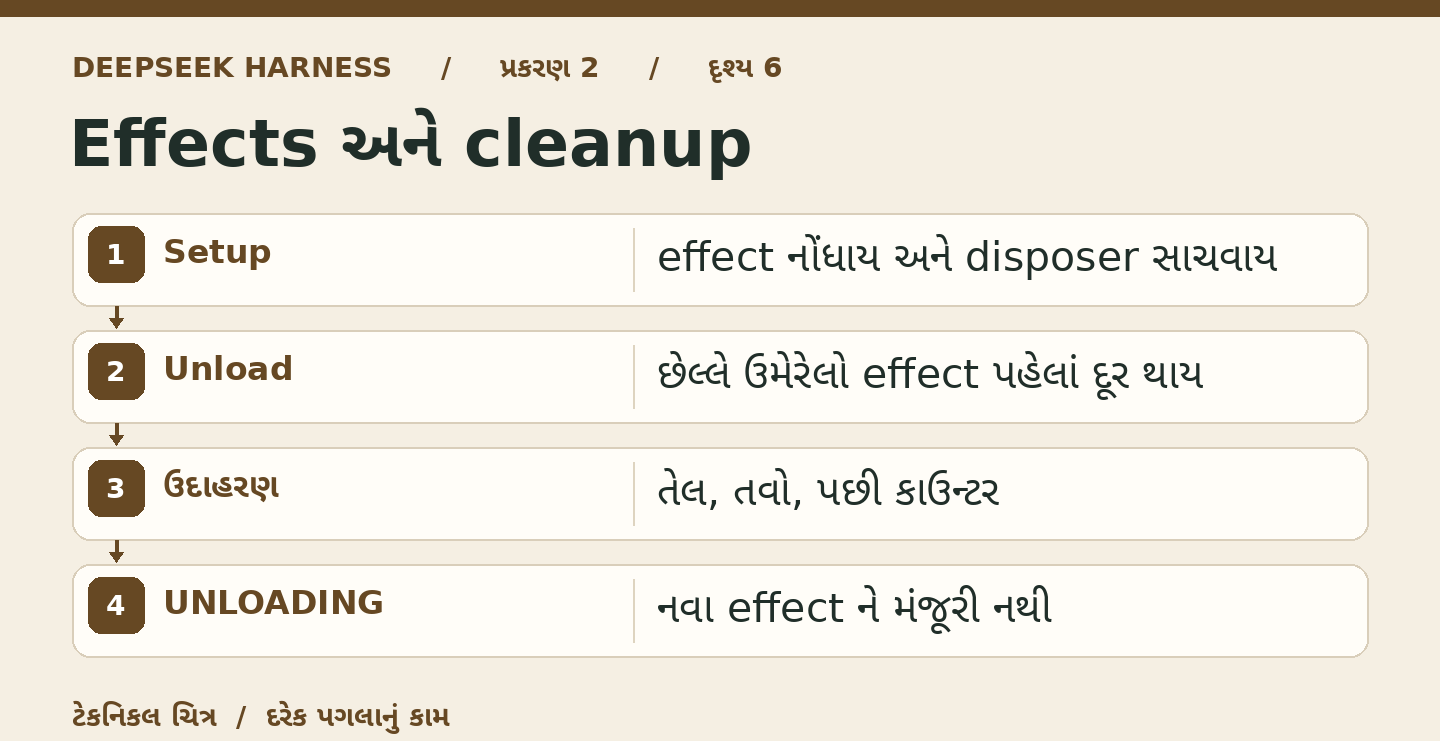 DEEPSEEK HARNESS / પ્રકરણ 2 / દૃશ્ય 6
Effects અને cleanup
1 Setup effect નોંધાય અને disposer સાચવાય
2 Unload છેલ્લે ઉમેરેલો effect પહેલાં દૂર થાય
3 ઉદાહરણ તેલ, તવો, પછી કાઉન્ટર
4 UNLOADING નવા effect ને મંજૂરી નથી
ટેકનિકલ ચિત્ર / દરેક પગલાનું કામ